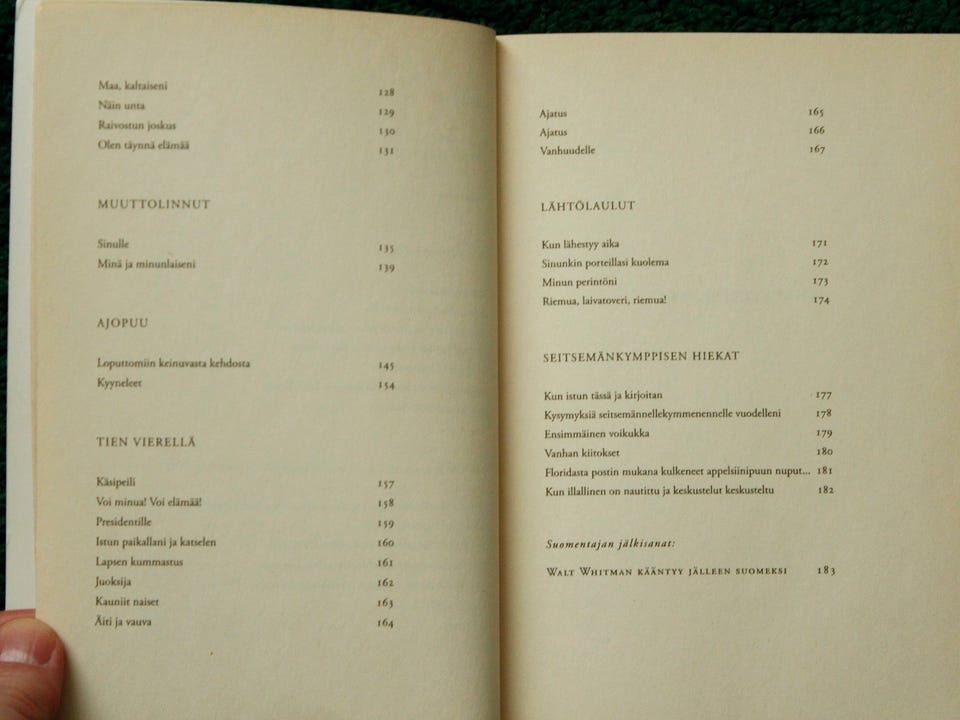 Maa, kaltaiseni 128
Näin unta 129
Raivostun joskus 130
Olen täynnä elämää 131
MUUTTOLINNUT
Sinulle 135
Minä ja minunlaiseni 139
AJOPUU
Loputtomiin keinuvasta kehdosta 145
Kyyneleet 154
TIEN VIERELLÄ
Käsipeili 157
Voi minua! Voi elämää! 158
Presidentille 159
Istun paikallani ja katselen 160
Lapsen kummastus 161
Juoksija 162
Kauniit naiset 163
Äiti ja vauva 164
Ajatus 165
Ajatus 166
Vanhuudelle 167
LÄHTÖLAULUT
Kun lähestyy aika 171
Sinunkin porteillasi kuolema 172
Minun perintöni 173
Riemua, laivatoveri, riemua! 174
SEITSEMÄNKYMPPISEN HIEKAT
Kun istun tässä ja kirjoitan 177
Kysymyksiä seitsemännellekymmenennelle vuodelleni 178
Ensimmäinen voikukka 179
Vanhan kiitokset 180
Floridasta postin mukana kulkeneet appelsiinipuun nuput... 181
Kun illallinen on nautittu ja keskustelut keskusteltu 182
Suomentajan jälkisanat:
WALT WHITMAN KÄÄNTYY JÄLLEEN SUOMEKSI 183